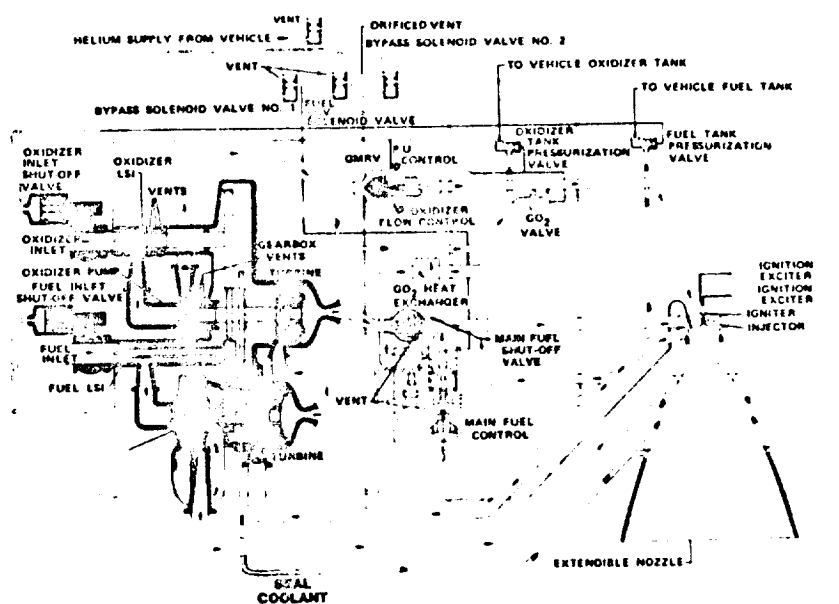 VENT
ORIFICED VENT
HELIUM SUPPLY FROM VEHICLE
BYPASS SOLENOID VALVE NO. 2
VENT
TO VEHICLE OXIDIZER TANK
TO VEHICLE FUEL TANK
BYPASS SOLENOID VALVE NO. 1
FUEL
SOLENOID VALVE
OXIDIZER
TANK
PRESSURIZATION
VALVE
FUEL TANK
PRESSURIZATION
VALVE
OXIDIZER
INLET
SHUT-OFF
VALVE
OXIDIZER
LSI
VENTS
OMRV
P U
CONTROL
OXIDIZER
FLOW CONTROL
GO2
VALVE
OXIDIZER
INLET
GEARBOX
VENTS
TURBINE
OXIDIZER PUMP
FUEL INLET
SHUT-OFF VALVE
GO2 HEAT
EXCHANGER
IGNITION
EXCITER
IGNITION
EXCITER
IGNITER
INJECTOR
MAIN FUEL
SHUT-OFF
VALVE
FUEL
INLET
FUEL LSI
VENT
MAIN FUEL
CONTROL
TURBINE
EXTENDIBLE NOZZLE
SEAL
COOLANT